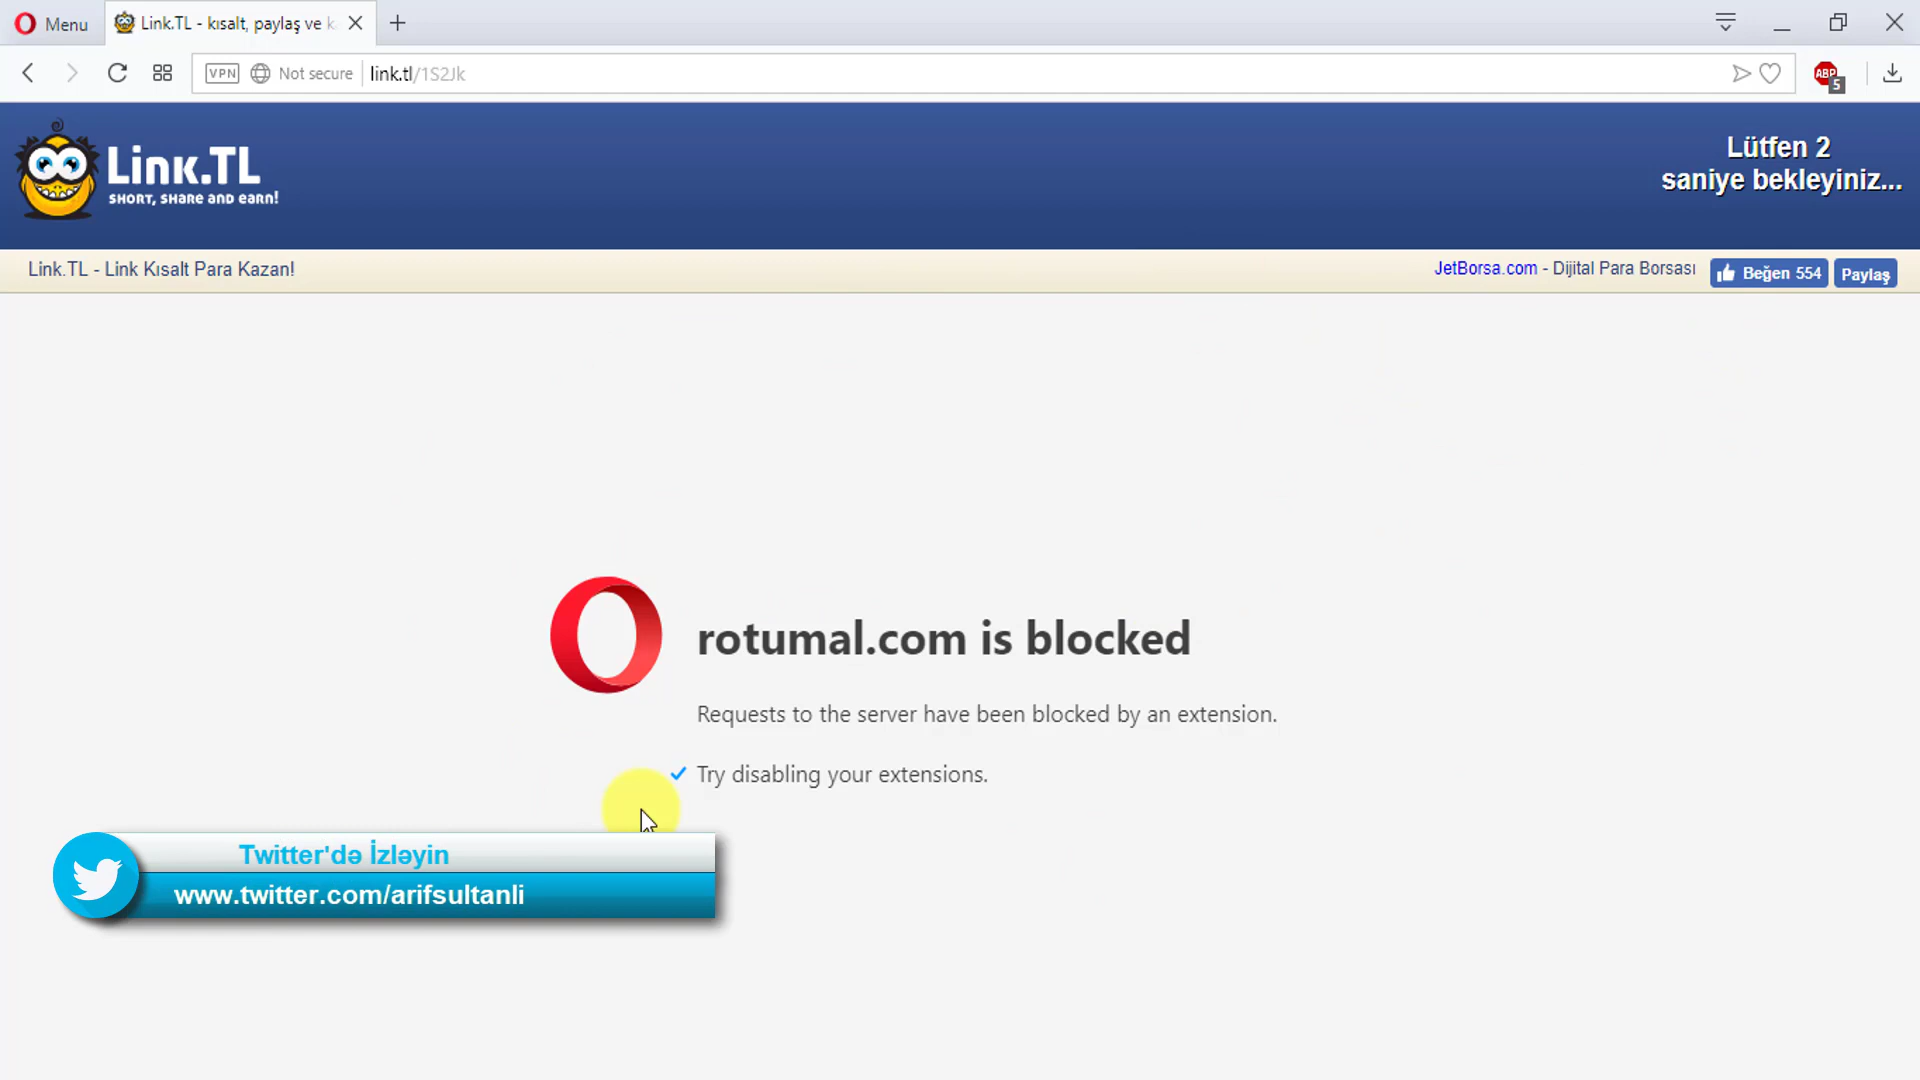 Menu
Link.TL - kısalt, paylaş ve k
VPN
Not secure
link.tl/1S2Jk
ABP
5
Link.TL
SHORT, SHARE AND EARN!
Lütfen 2
saniye bekleyiniz...
Link.TL - Link Kısalt Para Kazan!
JetBorsa.com - Dijital Para Borsası
Beğen 554
Paylaş
rotumal.com is blocked
Requests to the server have been blocked by an extension.
Try disabling your extensions.
Twitter'də İzləyin
www.twitter.com/arifsultanli